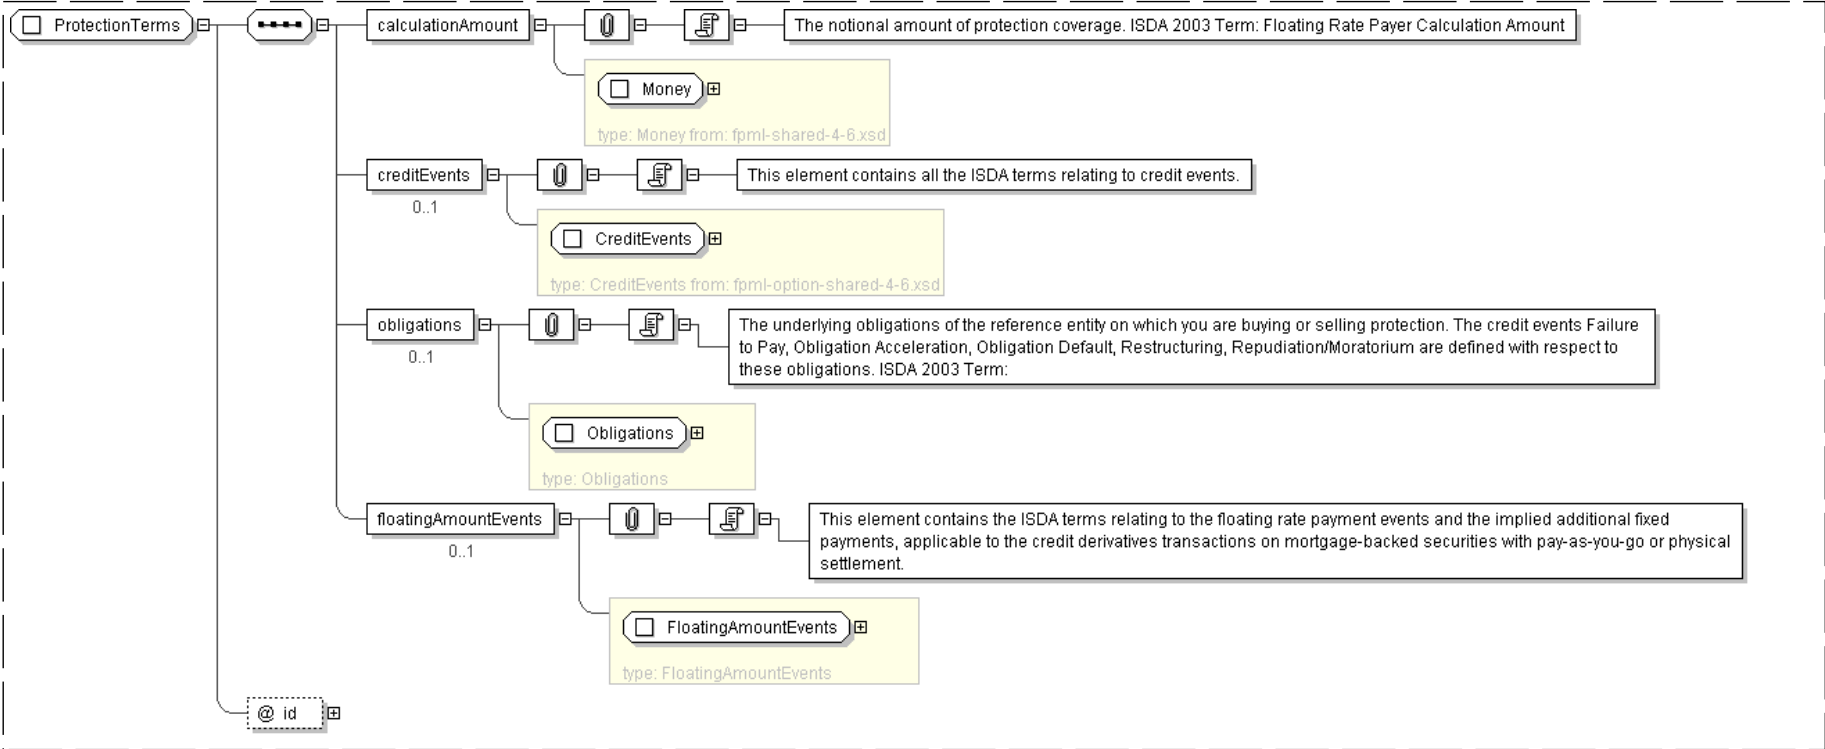 ProtectionTerms
calculationAmount
The notional amount of protection coverage. ISDA 2003 Term: Floating Rate Payer Calculation Amount
Money
type: Money from: fpml-shared-4-6.xsd
creditEvents
This element contains all the ISDA terms relating to credit events.
0..1
CreditEvents
type: CreditEvents from: fpml-option-shared-4-6.xsd
obligations
The underlying obligations of the reference entity on which you are buying or selling protection. The credit events Failure
to Pay, Obligation Acceleration, Obligation Default, Restructuring, Repudiation/Moratorium are defined with respect to
these obligations. ISDA 2003 Term:
0..1
Obligations
type: Obligations
floatingAmountEvents
This element contains the ISDA terms relating to the floating rate payment events and the implied additional fixed
payments, applicable to the credit derivatives transactions on mortgage-backed securities with pay-as-you-go or physical
settlement.
0..1
FloatingAmountEvents
type: FloatingAmountEvents
@ id